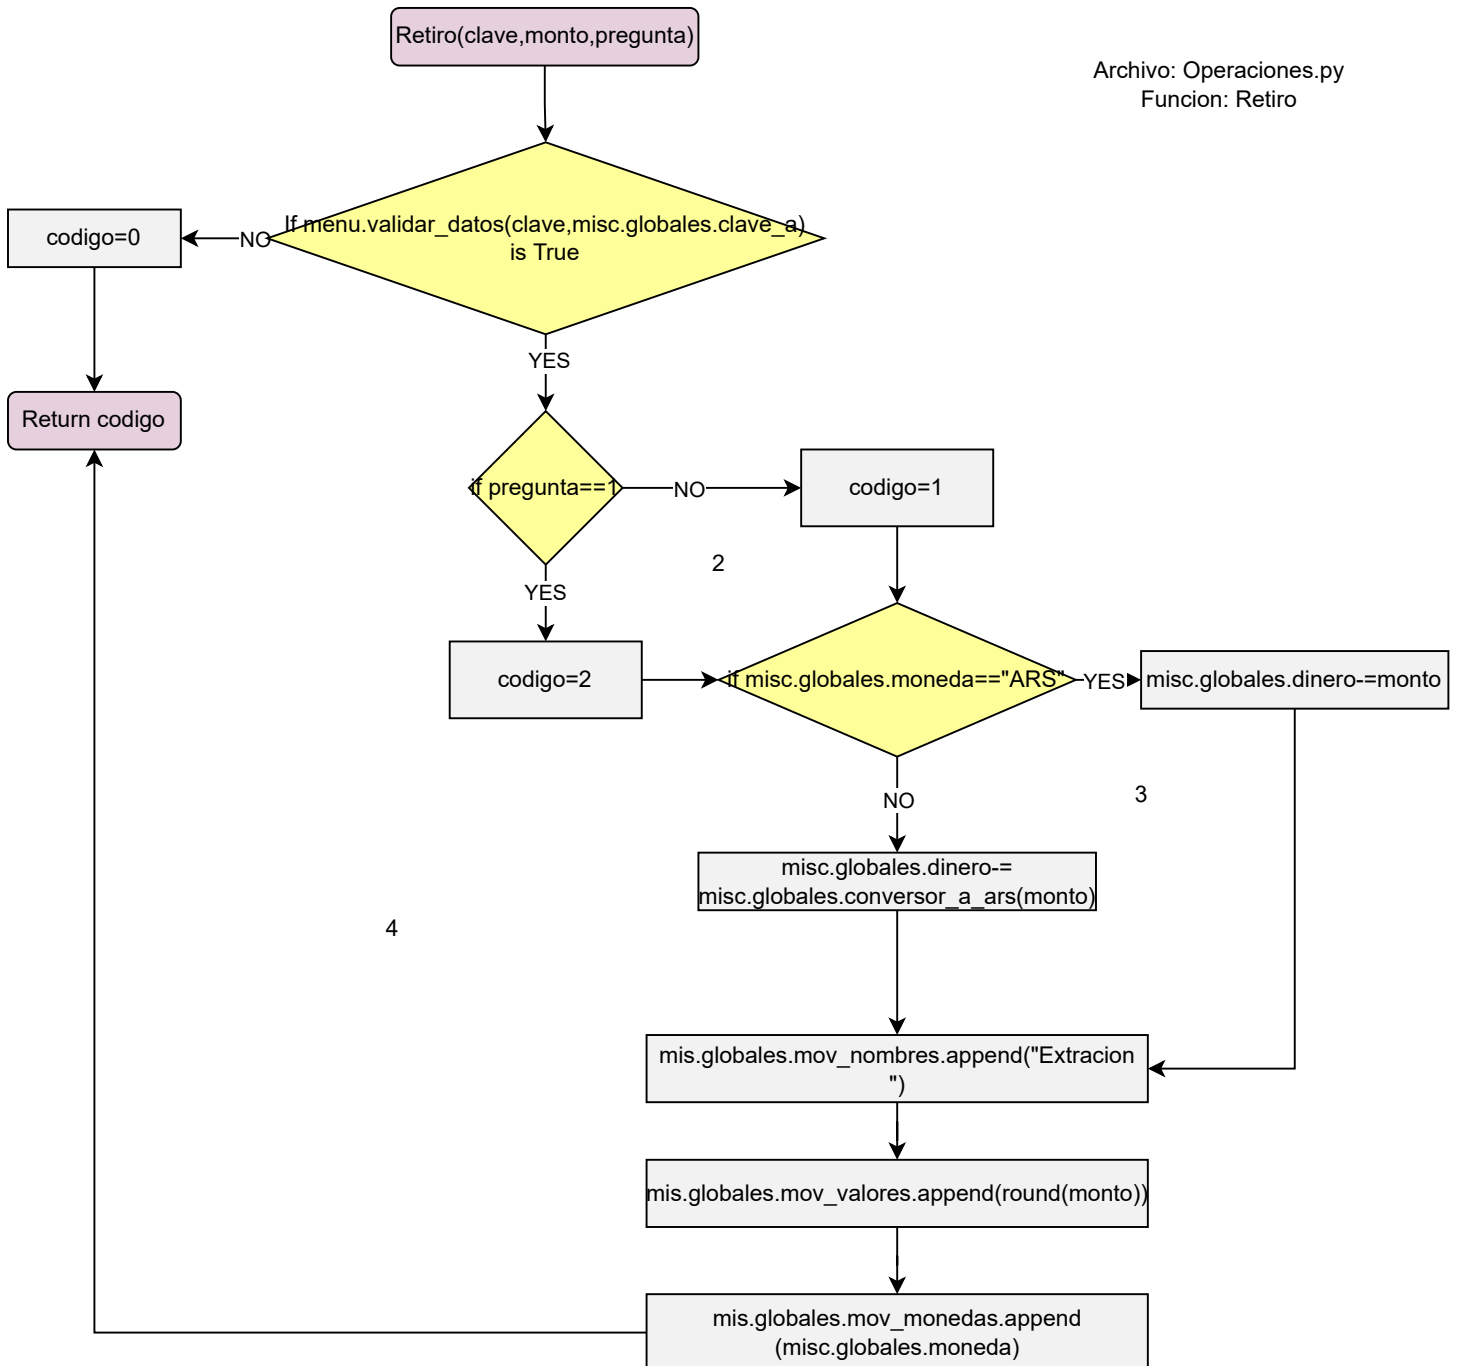 Retiro(clave,monto,pregunta)
Archivo: Operaciones.py
Funcion: Retiro
If menu.validar_datos(clave,misc.globales.clave_a)
is True
NO
codigo=0
YES
Return codigo
if pregunta==1
NO
codigo=1
2
YES
codigo=2
if misc.globales.moneda=="ARS"
YES
misc.globales.dinero-=monto
3
NO
misc.globales.dinero-=
misc.globales.conversor_a_ars(monto)
4
mis.globales.mov_nombres.append("Extracion
")
mis.globales.mov_valores.append(round(monto))
mis.globales.mov_monedas.append
(misc.globales.moneda)